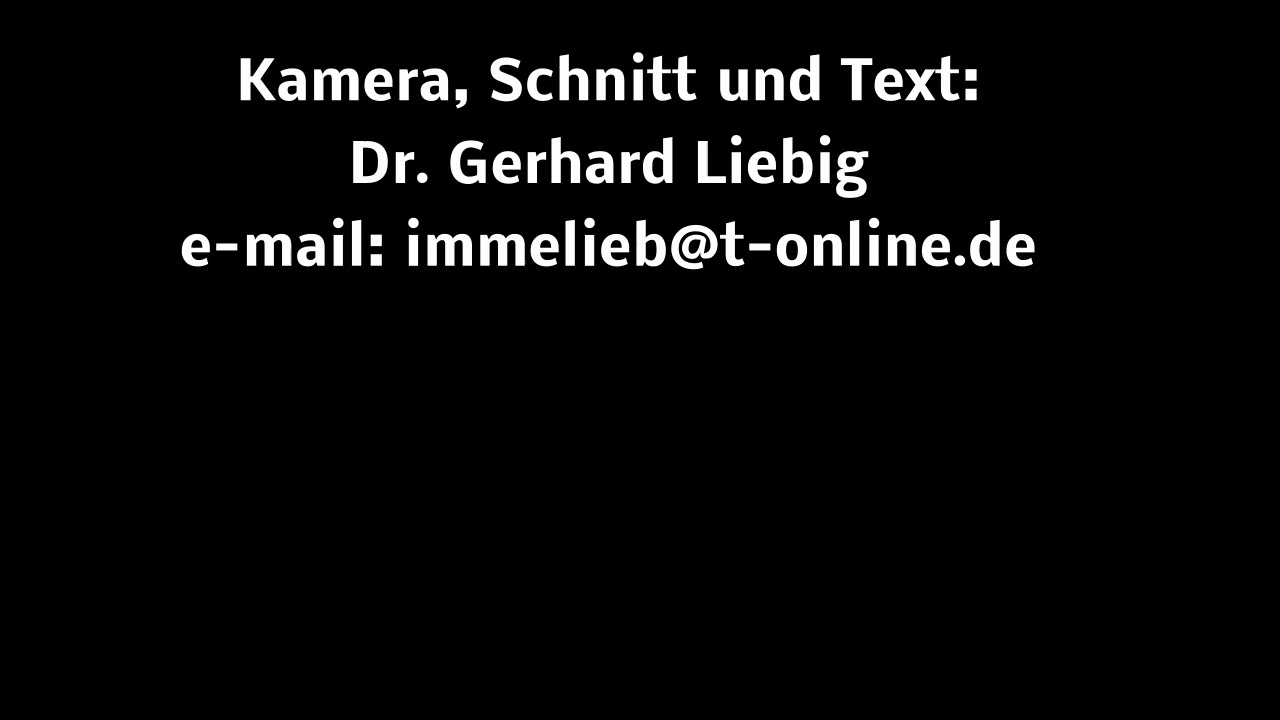 Kamera, Schnitt und Text:
Dr. Gerhard Liebig
e-mail: immelieb@t-online.de